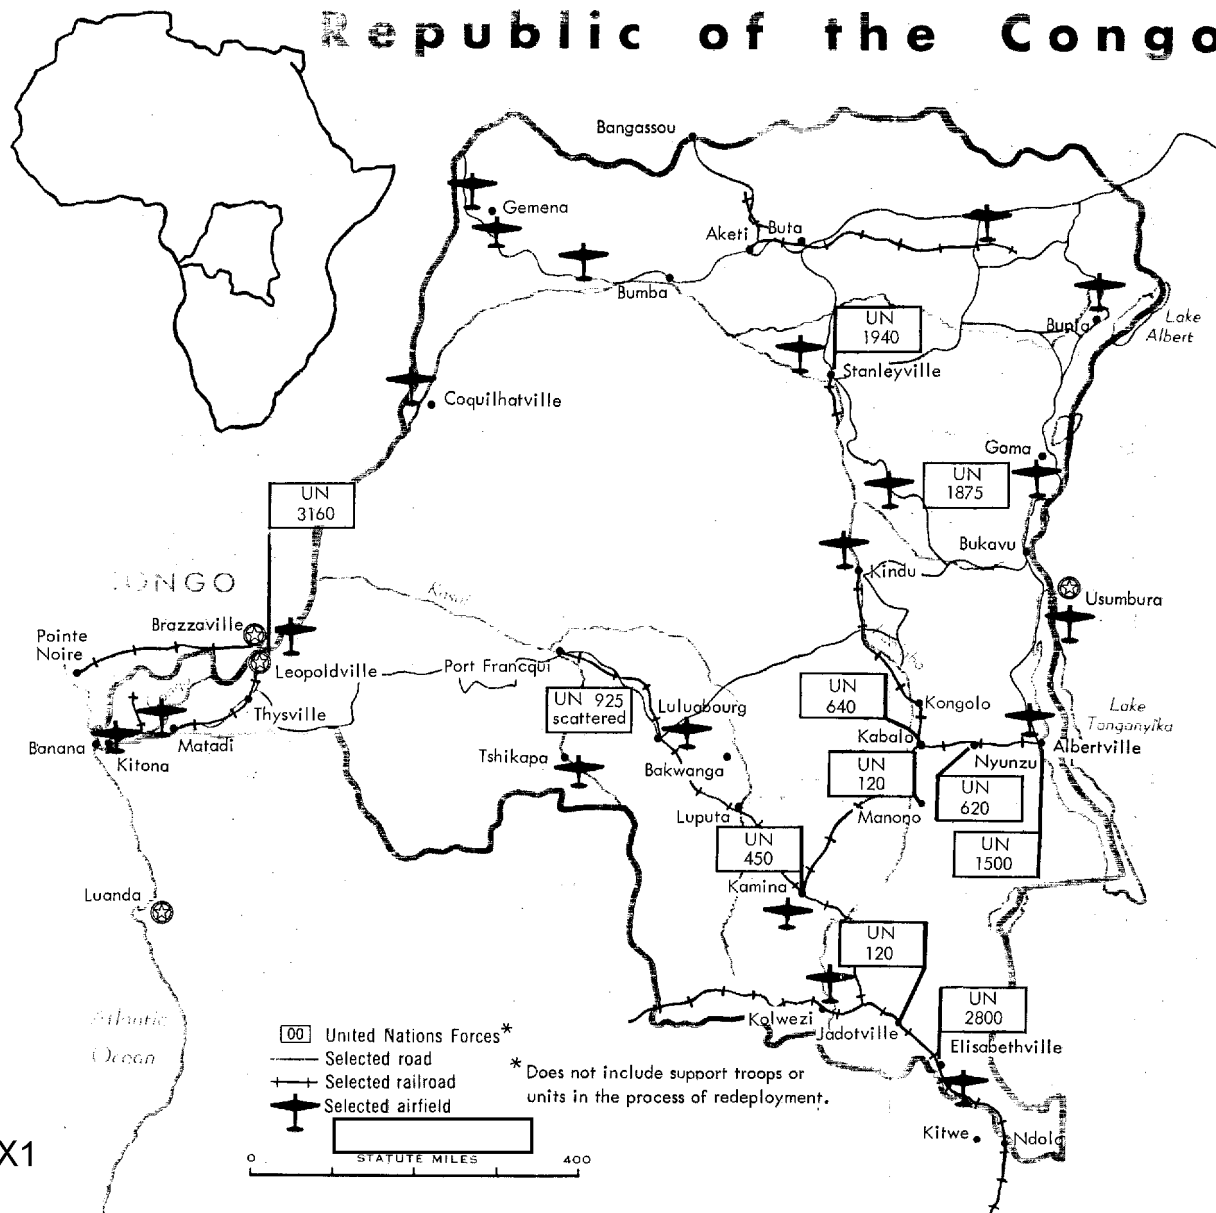 Republic of the Congo
Bangassou
Gemena
Aketi
Buta
Bumba
UN
1940
Bunia
Lake
Albert
Stanleyville
Coquilhatville
Goma
UN
1875
UN
3160
Bukavu
CONGO
Kasai
Kindu
Usumbura
Brazzaville
Pointe
Noire
Leopoldville
Port Francqui
UN 925
scattered
UN
640
Kongolo
Lake
Tanganyika
Thysville
Luluabourg
Kabalo
Banana
Matadi
Kitona
Tshikapa
Bakwanga
UN
120
Nyunzu
Albertville
UN
620
Luputa
Manono
UN
450
UN
1500
Kamina
Luanda
UN
120
UN
2800
Atlantic
Ocean
Kolwezi
Jadotville
Elisabethville
00 United Nations Forces*
Selected road
Selected railroad
Selected airfield
* Does not include support troops or
units in the process of redeployment.
Kitwe
Ndola
X1
0 STATUTE MILES 400